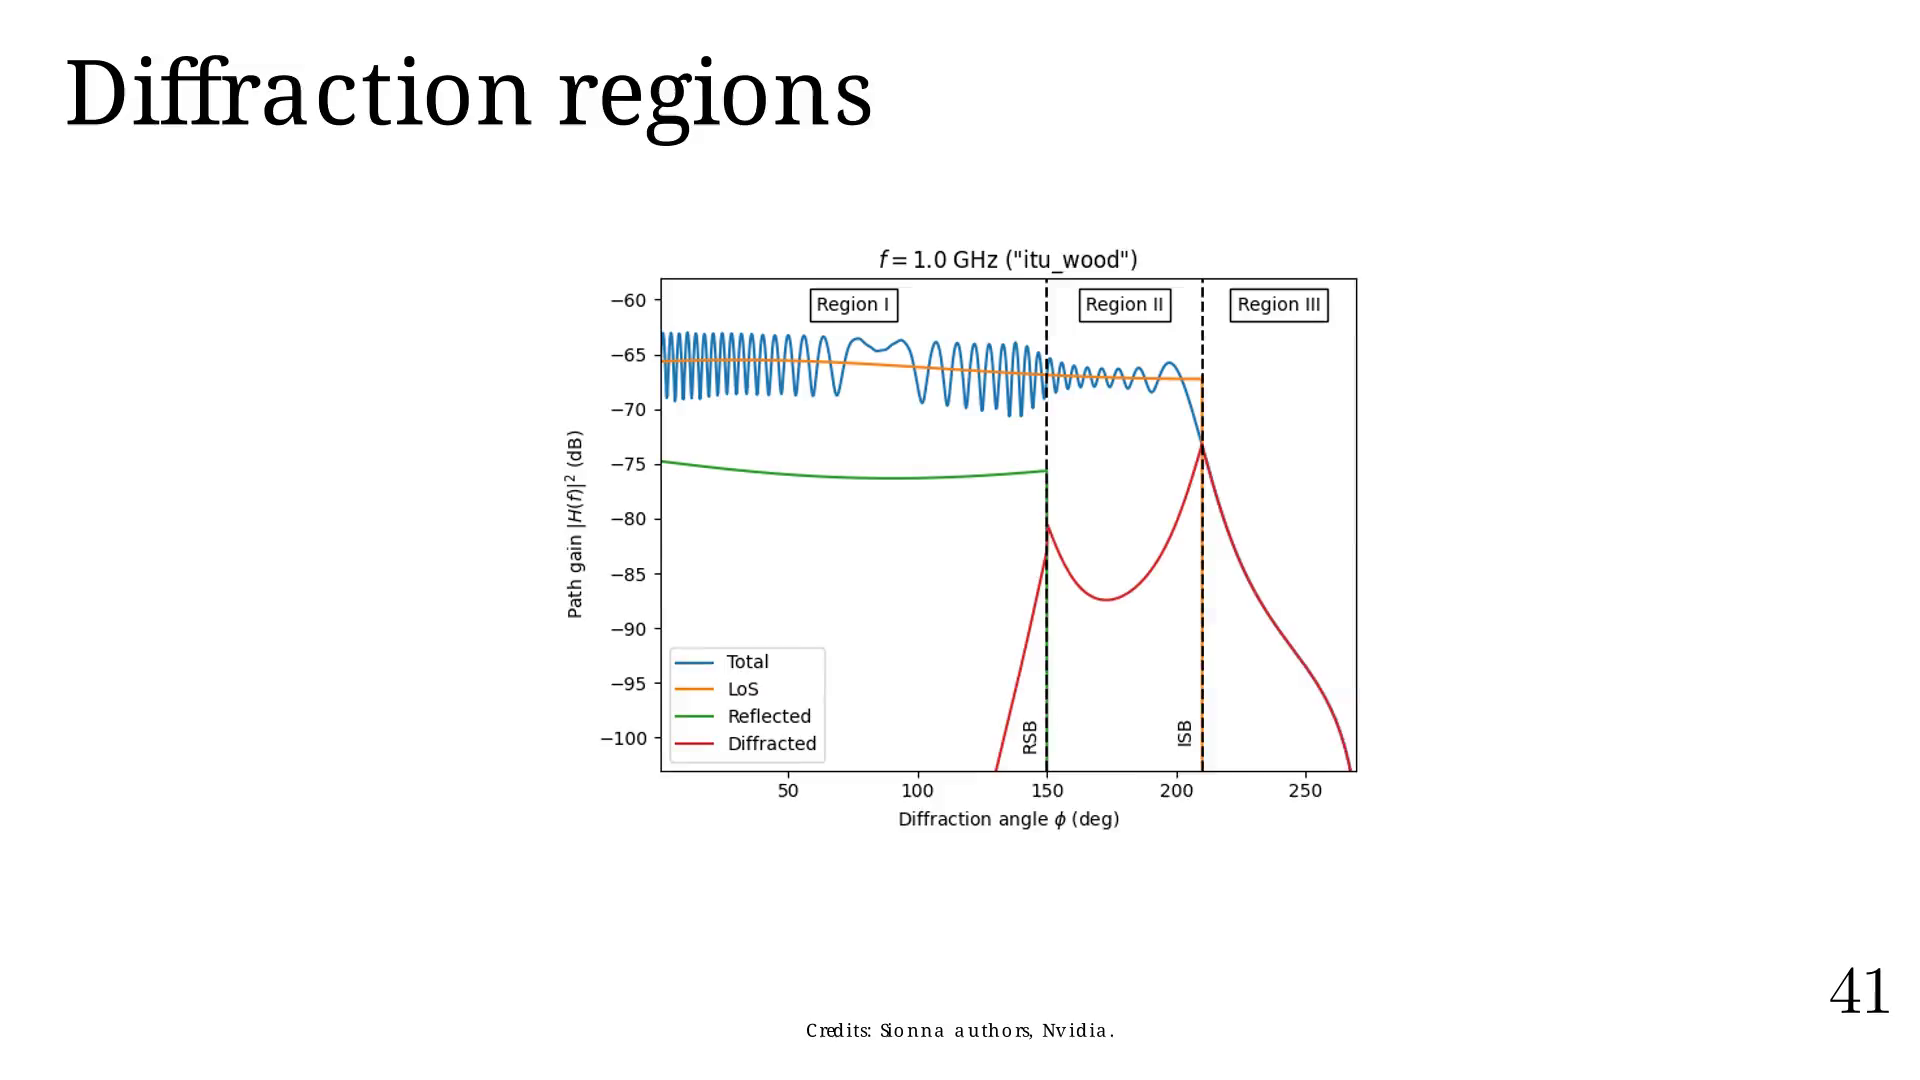 Diffraction regions
f = 1.0 GHz ("itu_wood")
Region I
Region II
Region III
−60
−65
−70
−75
−80
−85
−90
−95
−100
Path gain |H(f)|² (dB)
Total
LoS
Reflected
Diffracted
RSB
ISB
50
100
150
200
250
Diffraction angle ϕ (deg)
41
Credits: Sionna authors, Nvidia.